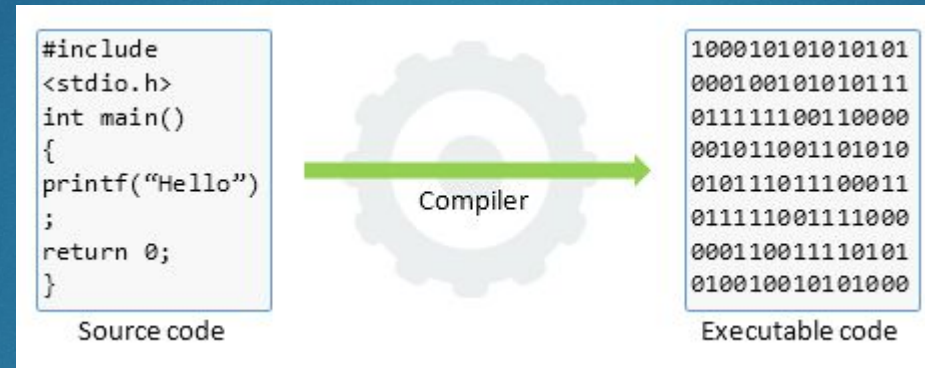 #include
<stdio.h>
int main()
{
printf(“Hello”)
;
return 0;
}
Source code
Compiler
100010101010101
000100101010111
011111100110000
001011001101010
010111011100011
011111001111000
000110011110101
010010010101000
Executable code